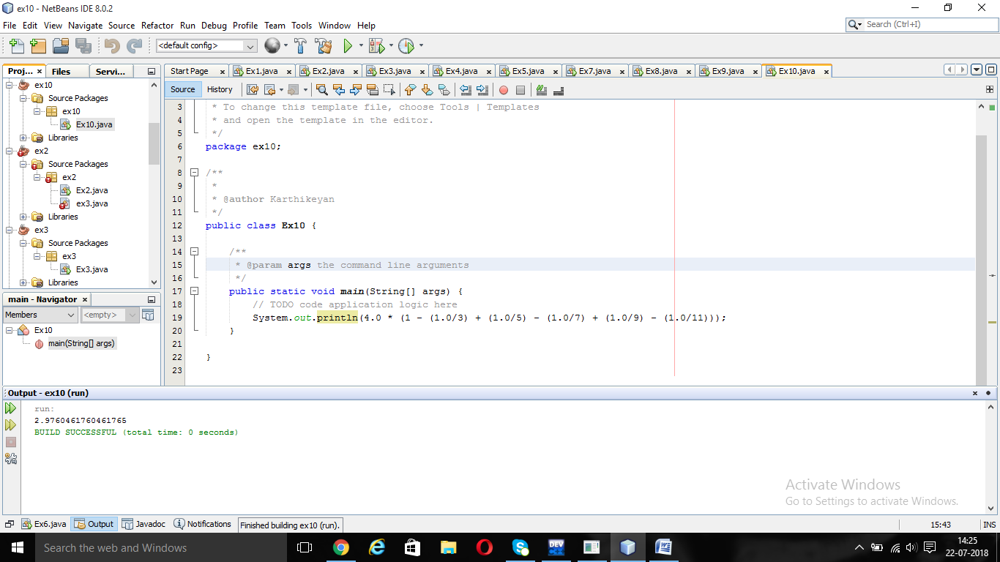 ex10 - NetBeans IDE 8.0.2
File Edit View Navigate Source Refactor Run Debug Profile Team Tools Window Help
Search (Ctrl+I)
<default config>
Proj... Files Servi...
Start Page Ex1.java Ex2.java Ex3.java Ex4.java Ex5.java Ex7.java Ex8.java Ex9.java Ex10.java
Source History
ex10
Source Packages
ex10
Ex10.java
Libraries
ex2
Source Packages
ex2
Ex2.java
ex3.java
Libraries
ex3
Source Packages
ex3
Ex3.java
Libraries
main - Navigator
Members <empty>
Ex10
main(String[] args)
3 * To change this template file, choose Tools | Templates
4 * and open the template in the editor.
5 */
6 package ex10;
7
8 /**
9 *
10 * @author Karthikeyan
11 */
12 public class Ex10 {
13
14 /**
15 * @param args the command line arguments
16 */
17 public static void main(String[] args) {
18 // TODO code application logic here
19 System.out.println(4.0 * (1 - (1.0/3) + (1.0/5) - (1.0/7) + (1.0/9) - (1.0/11)));
20 }
21
22 }
23
Output - ex10 (run)
run:
2.9760461760461765
BUILD SUCCESSFUL (total time: 0 seconds)
Activate Windows
Go to Settings to activate Windows.
Ex6.java Output Javadoc Notifications Finished building ex10 (run).
15:43 INS
Search the web and Windows
DEV
14:25
22-07-2018